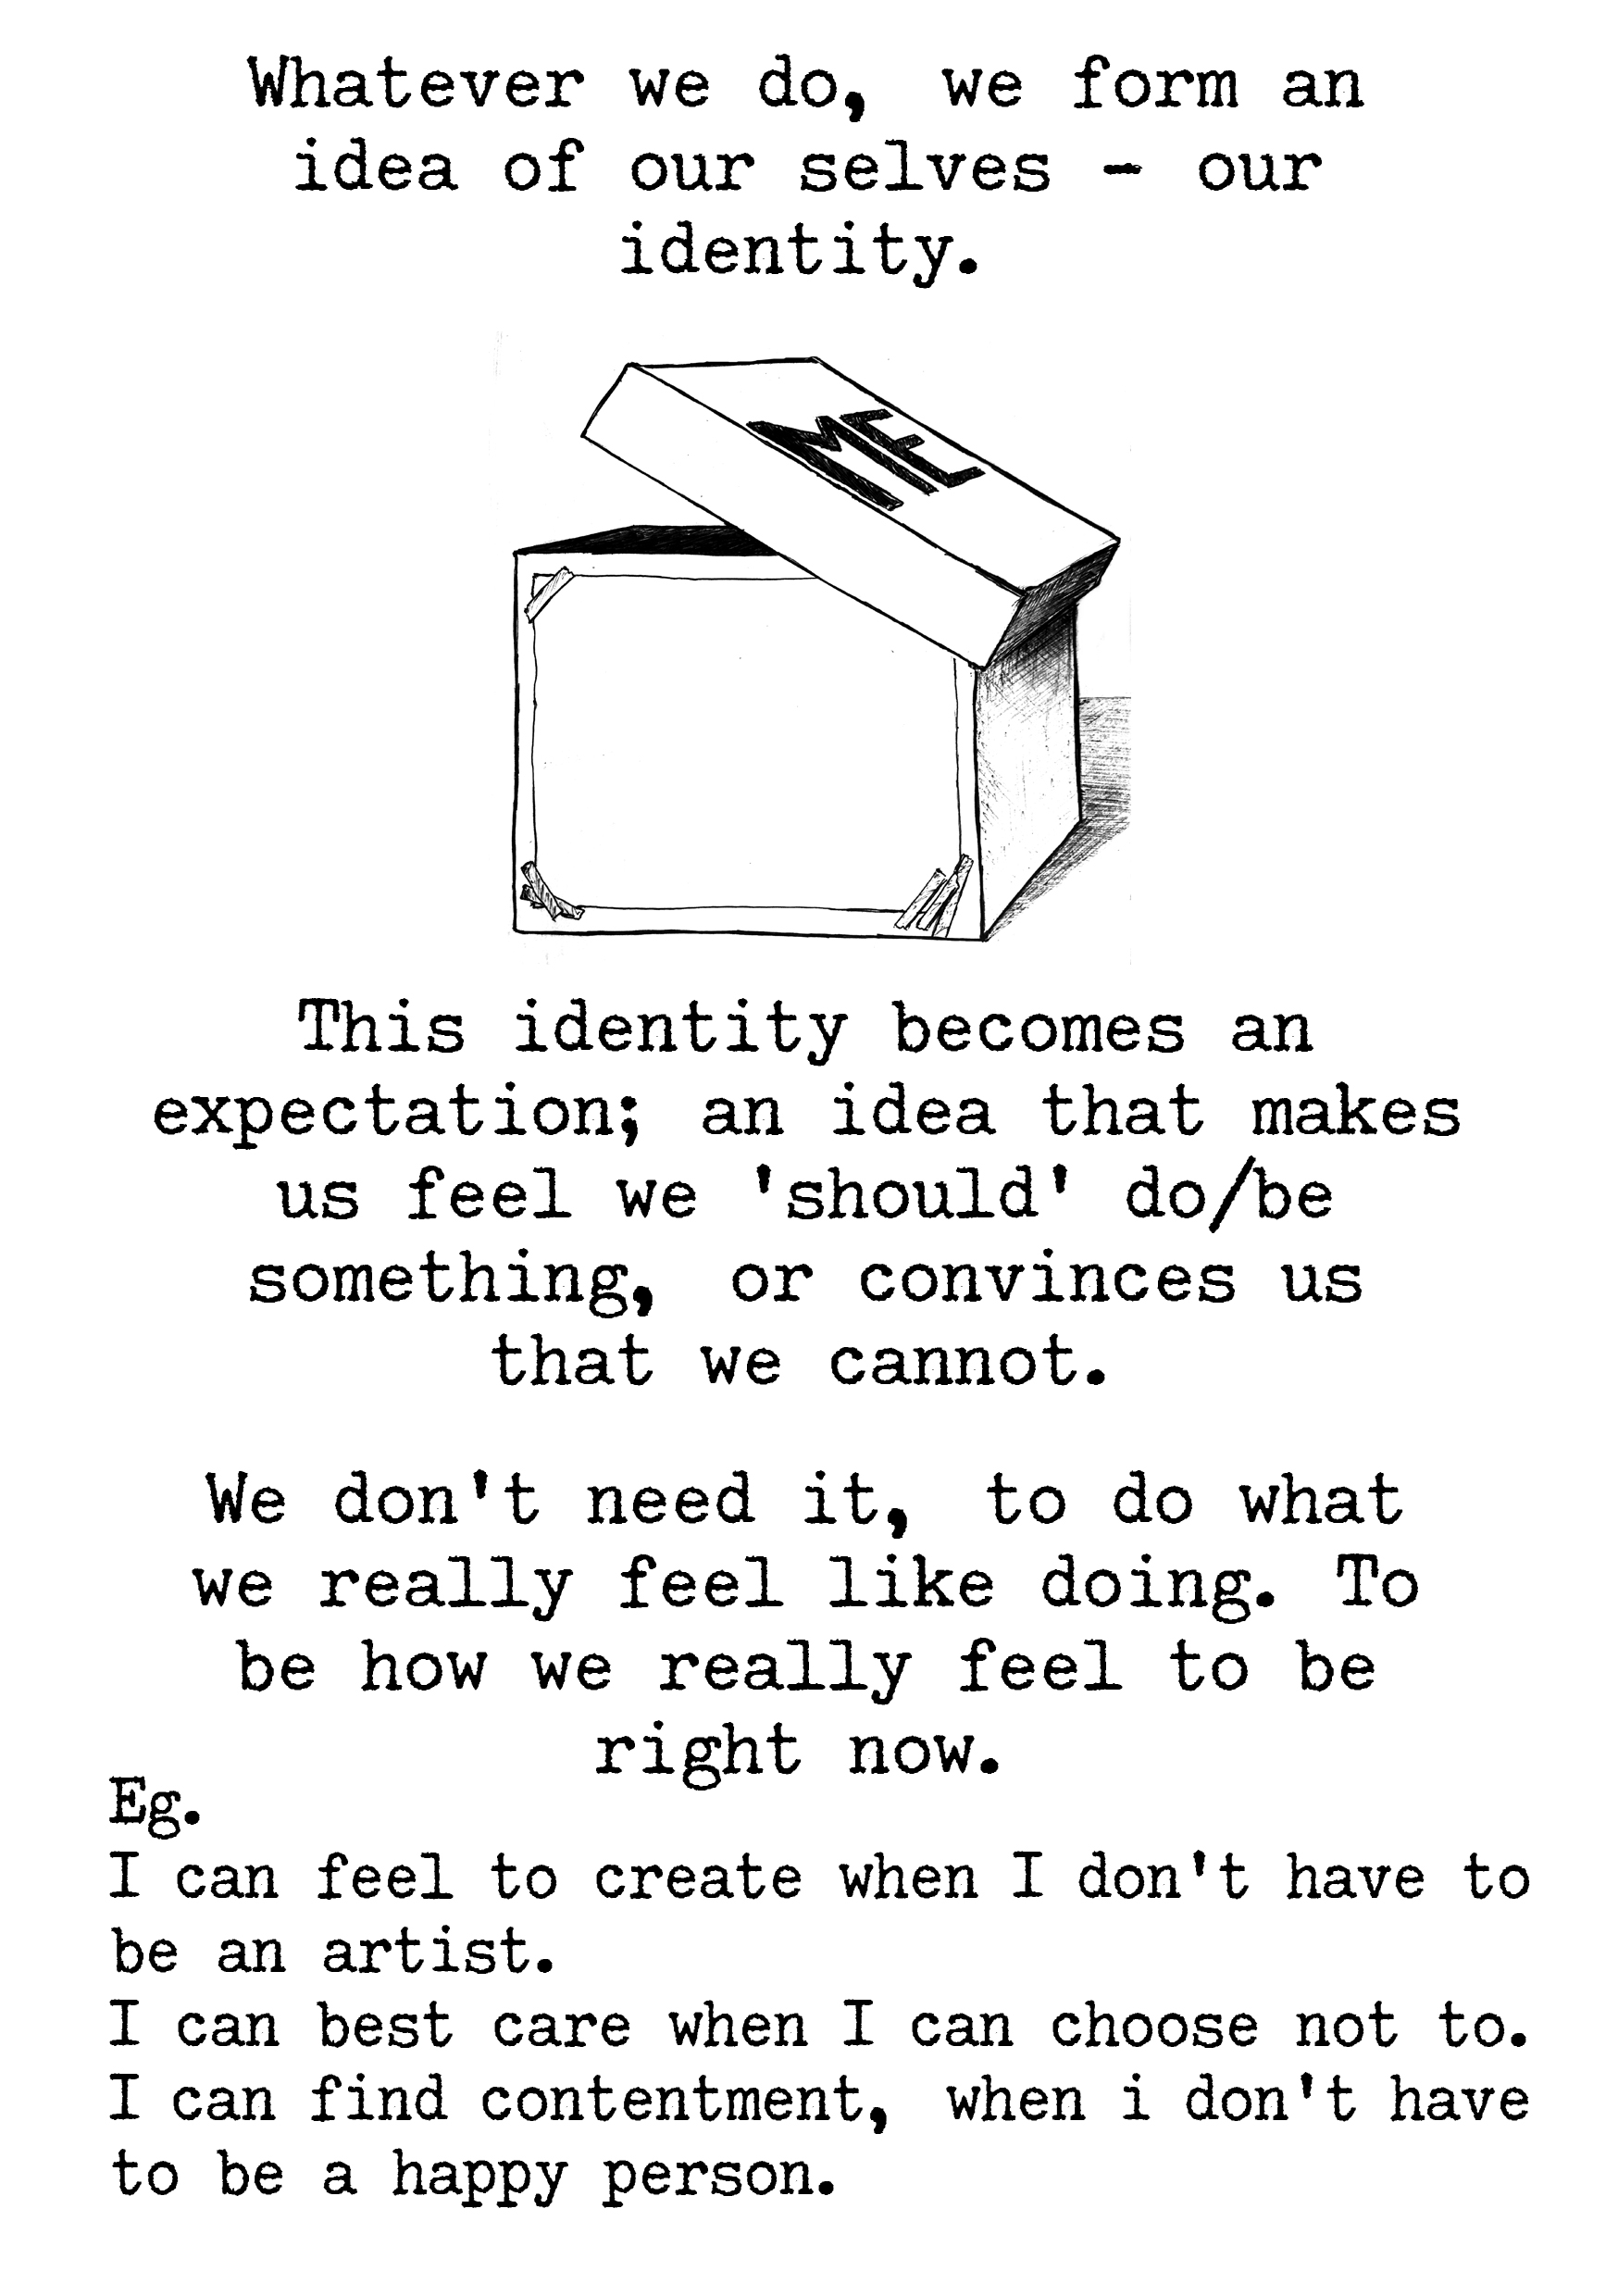 Whatever we do, we form an
idea of our selves - our
identity.
ME
This identity becomes an
expectation; an idea that makes
us feel we 'should' do/be
something, or convinces us
that we cannot.
We don't need it, to do what
we really feel like doing. To
be how we really feel to be
right now.
Eg.
I can feel to create when I don't have to
be an artist.
I can best care when I can choose not to.
I can find contentment, when i don't have
to be a happy person.